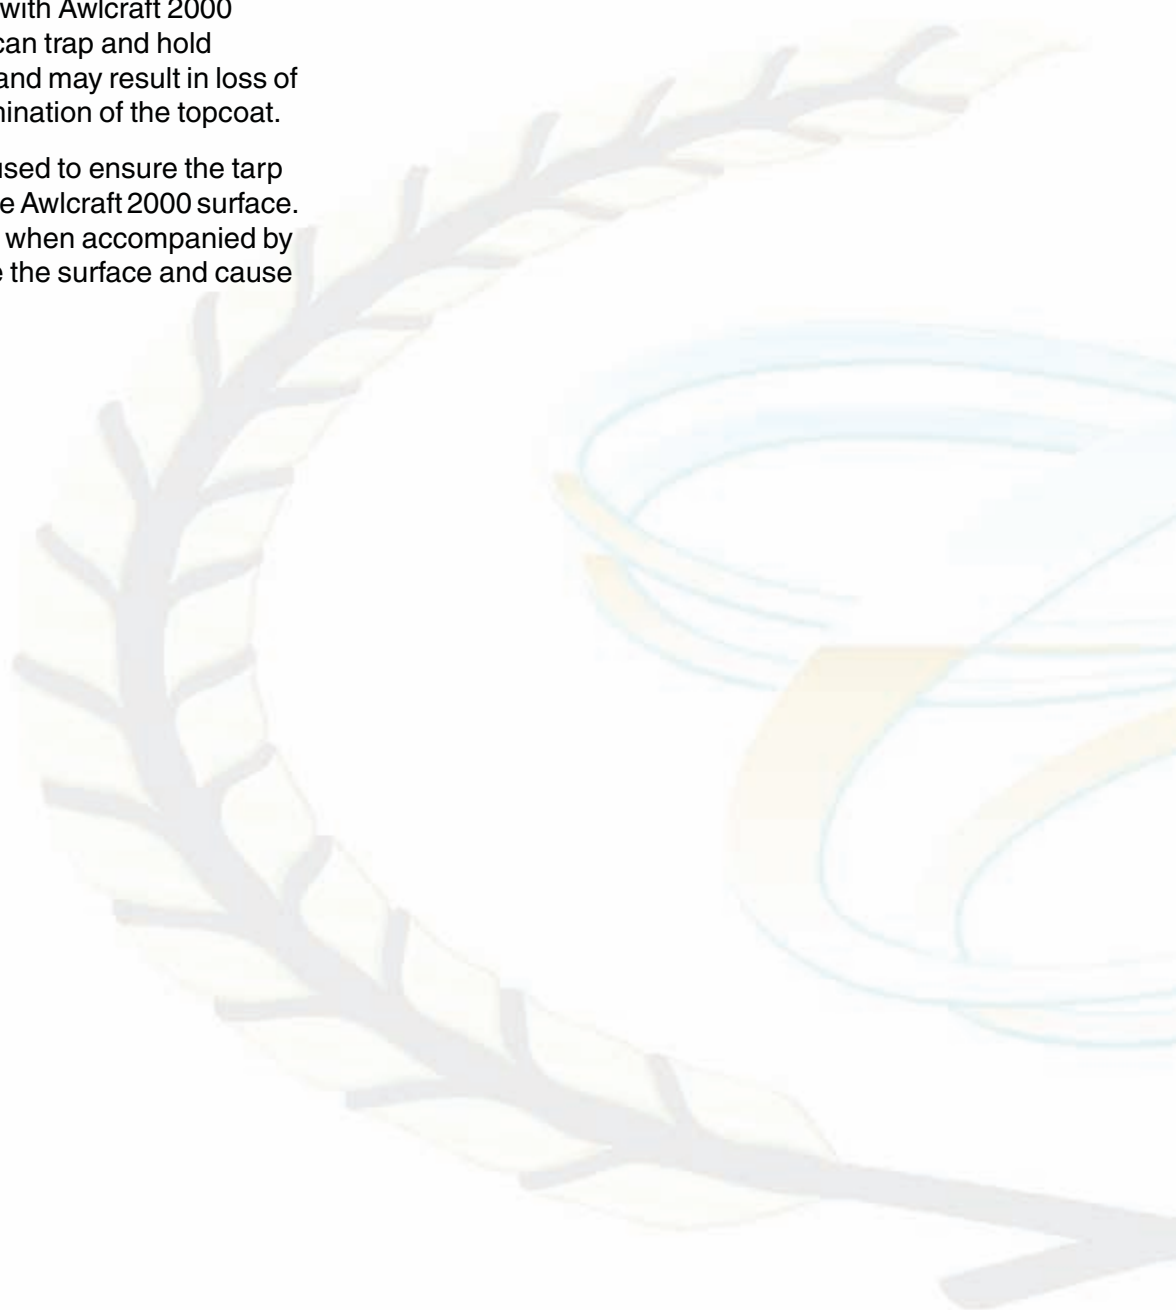 with Awlcraft 2000
can trap and hold
and may result in loss of
mination of the topcoat.
used to ensure the tarp
e Awlcraft 2000 surface.
when accompanied by
e the surface and cause